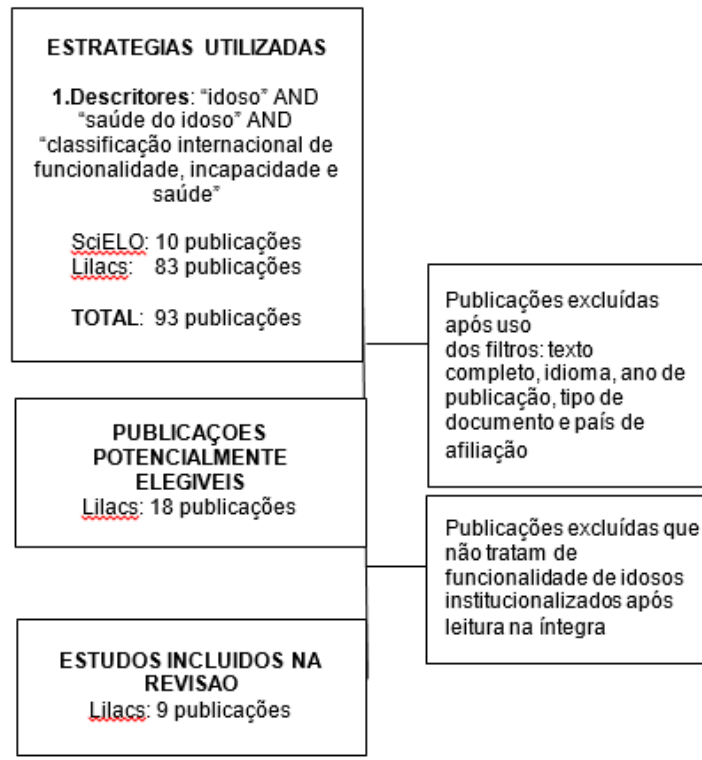 ESTRATEGIAS UTILIZADAS
1.Descritores: “idoso” AND
“saúde do idoso” AND
“classificação internacional de
funcionalidade, incapacidade e
saúde”
SciELO: 10 publicações
Lilacs: 83 publicações
TOTAL: 93 publicações
Publicações excluídas
após uso
dos filtros: texto
completo, idioma, ano de
publicação, tipo de
documento e país de
afiliação
PUBLICAÇOES
POTENCIALMENTE
ELEGIVEIS
Lilacs: 18 publicações
Publicações excluídas que
não tratam de
funcionalidade de idosos
institucionalizados após
leitura na íntegra
ESTUDOS INCLUIDOS NA
REVISAO
Lilacs: 9 publicações